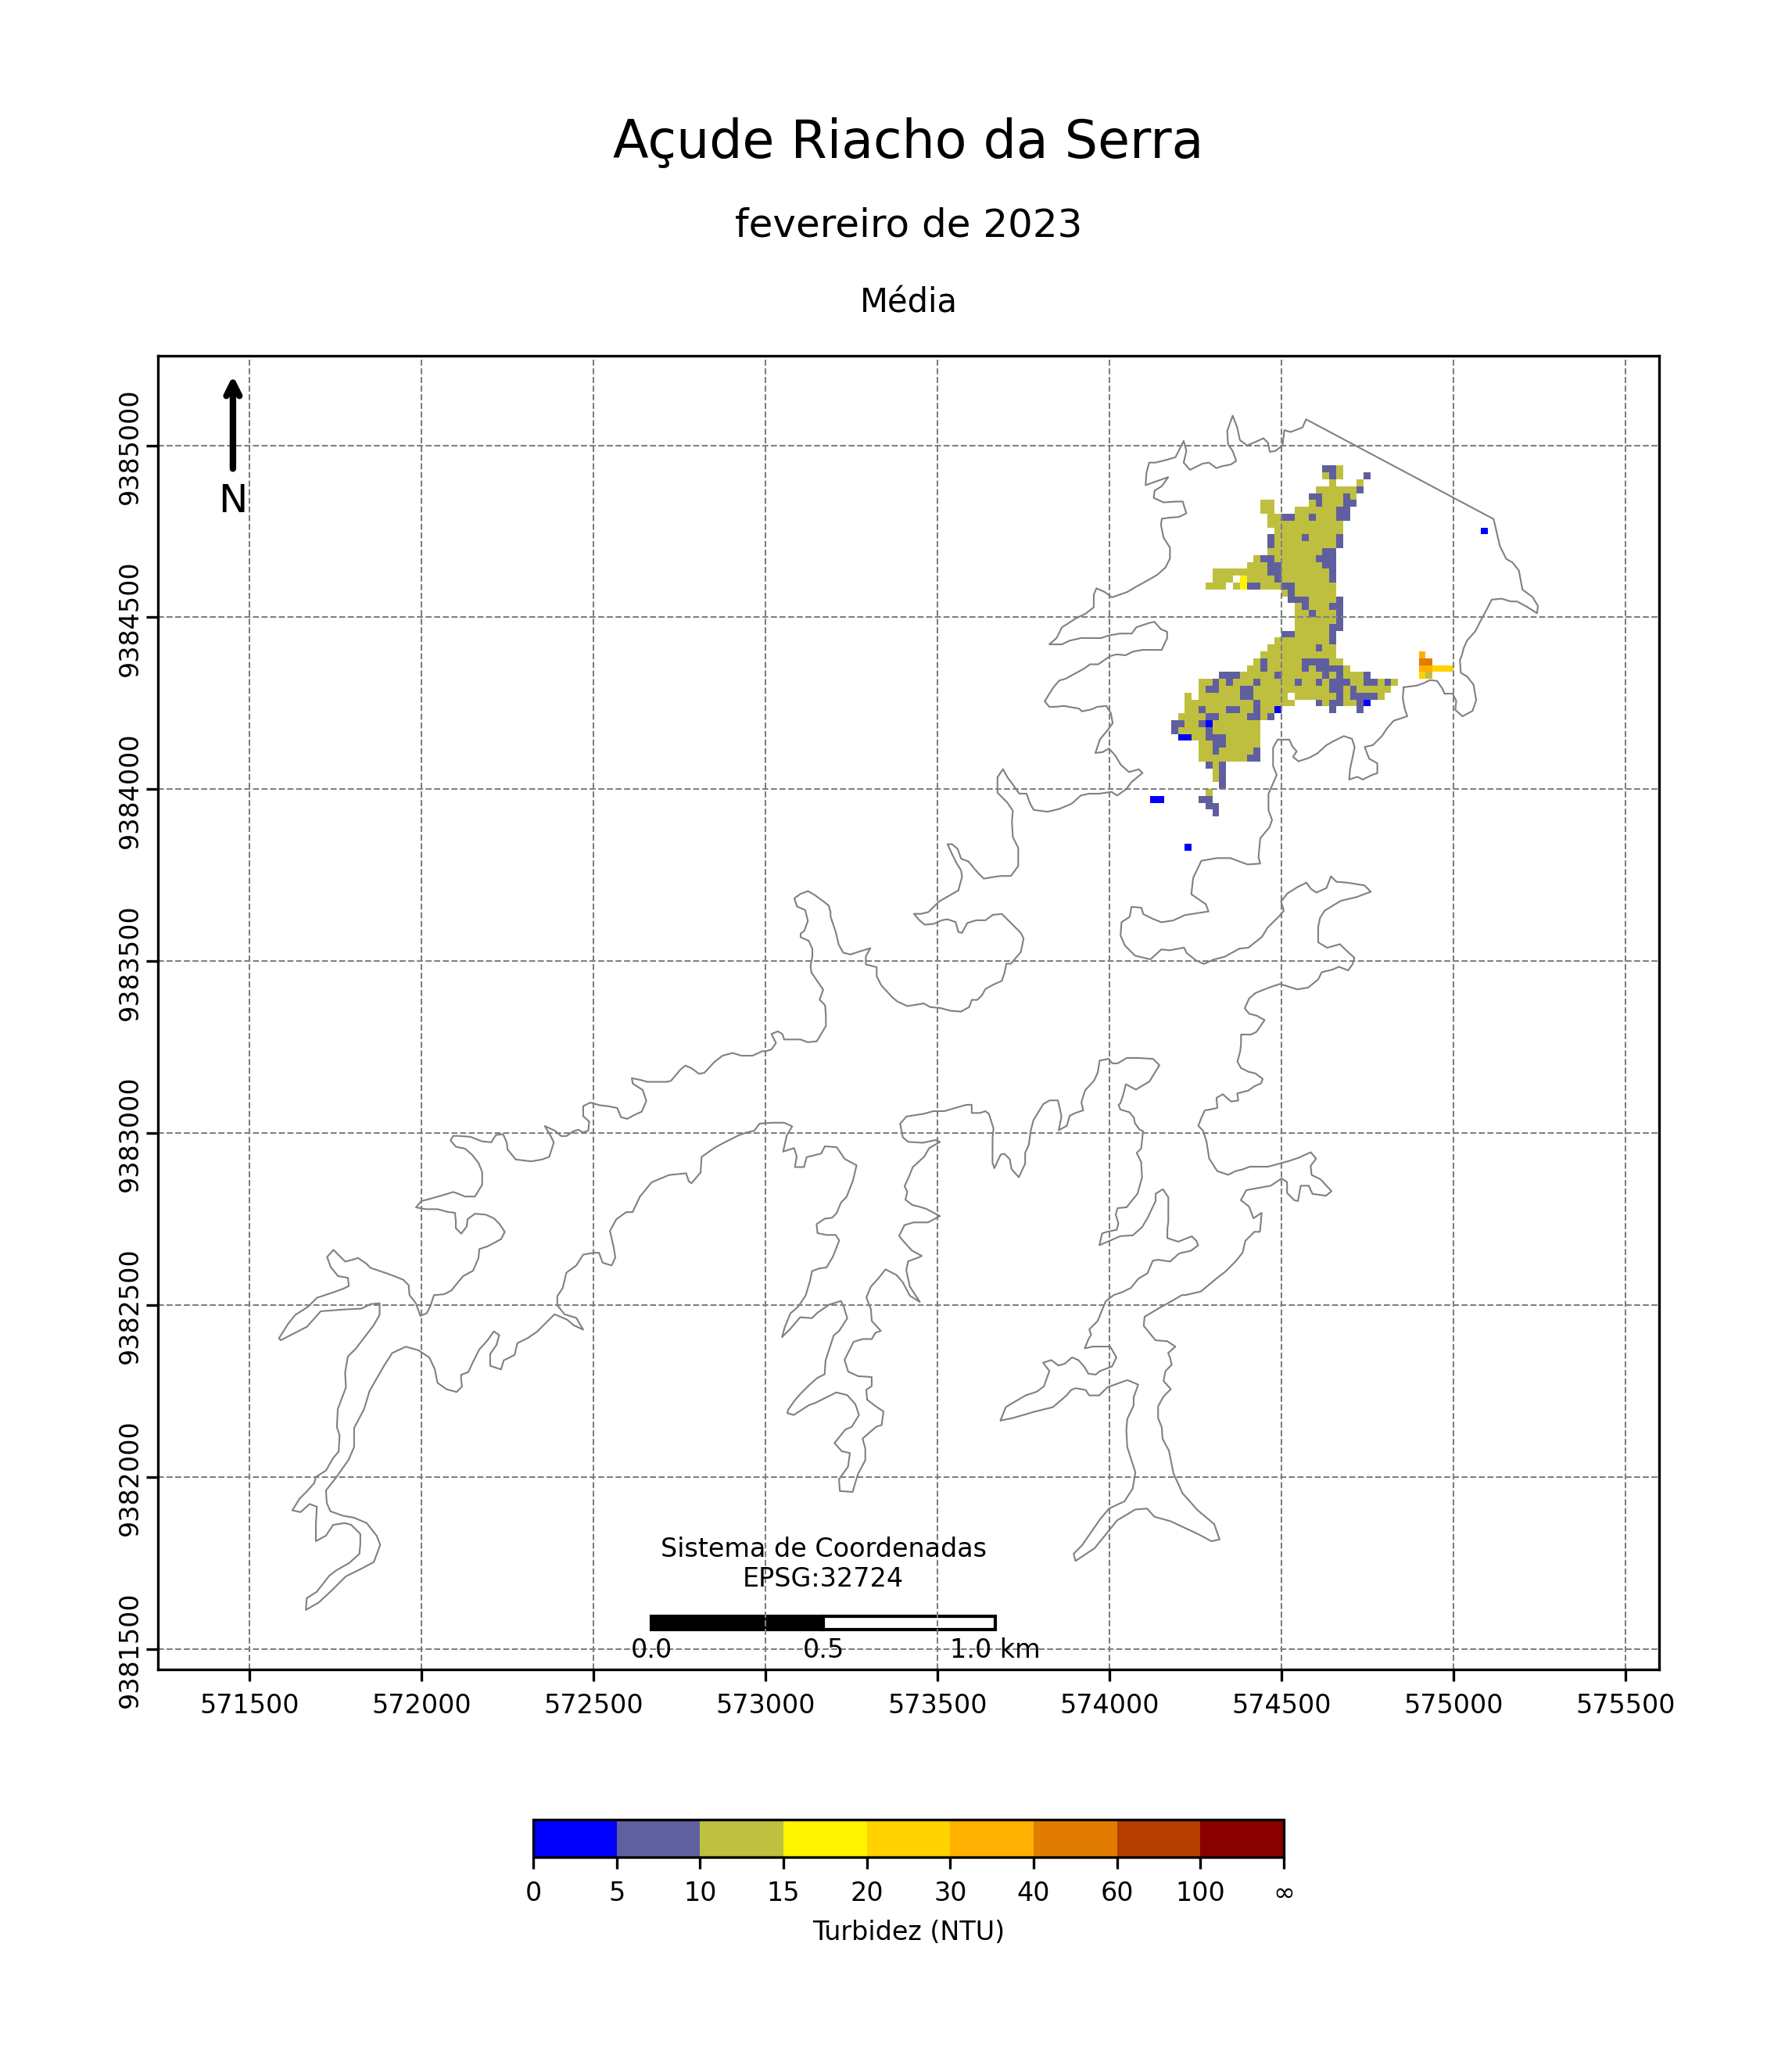 Açude Riacho da Serra
fevereiro de 2023
Média
N
9385000
9384500
9384000
9383500
9383000
9382500
9382000
9381500
Sistema de Coordenadas
EPSG:32724
0.0 0.5 1.0 km
571500 572000 572500 573000 573500 574000 574500 575000 575500
0 5 10 15 20 30 40 60 100 ∞
Turbidez (NTU)